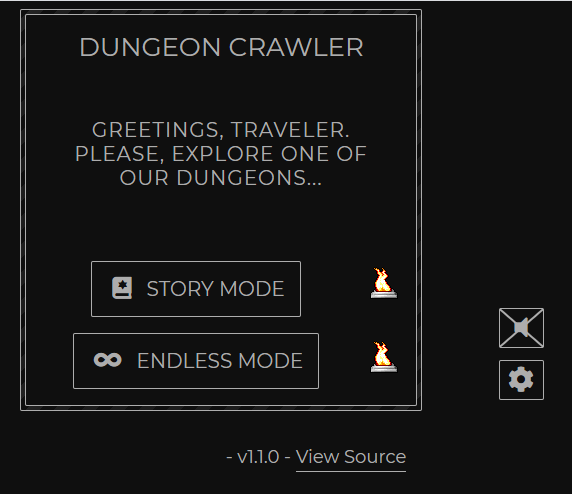 DUNGEON CRAWLER
GREETINGS, TRAVELER.
PLEASE, EXPLORE ONE OF
OUR DUNGEONS...
STORY MODE
ENDLESS MODE
- v1.1.0 - View Source